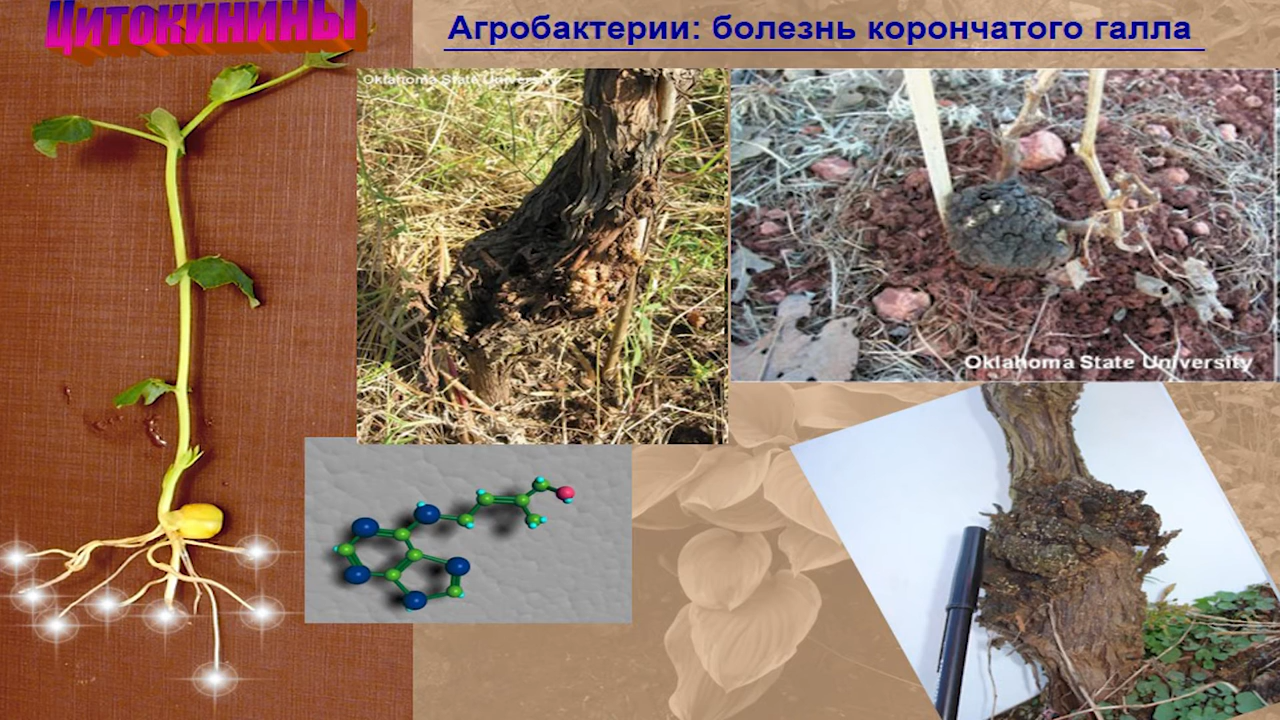 Цитокинины
Агробактерии: болезнь корончатого галла
Oklahoma State University
Oklahoma State University